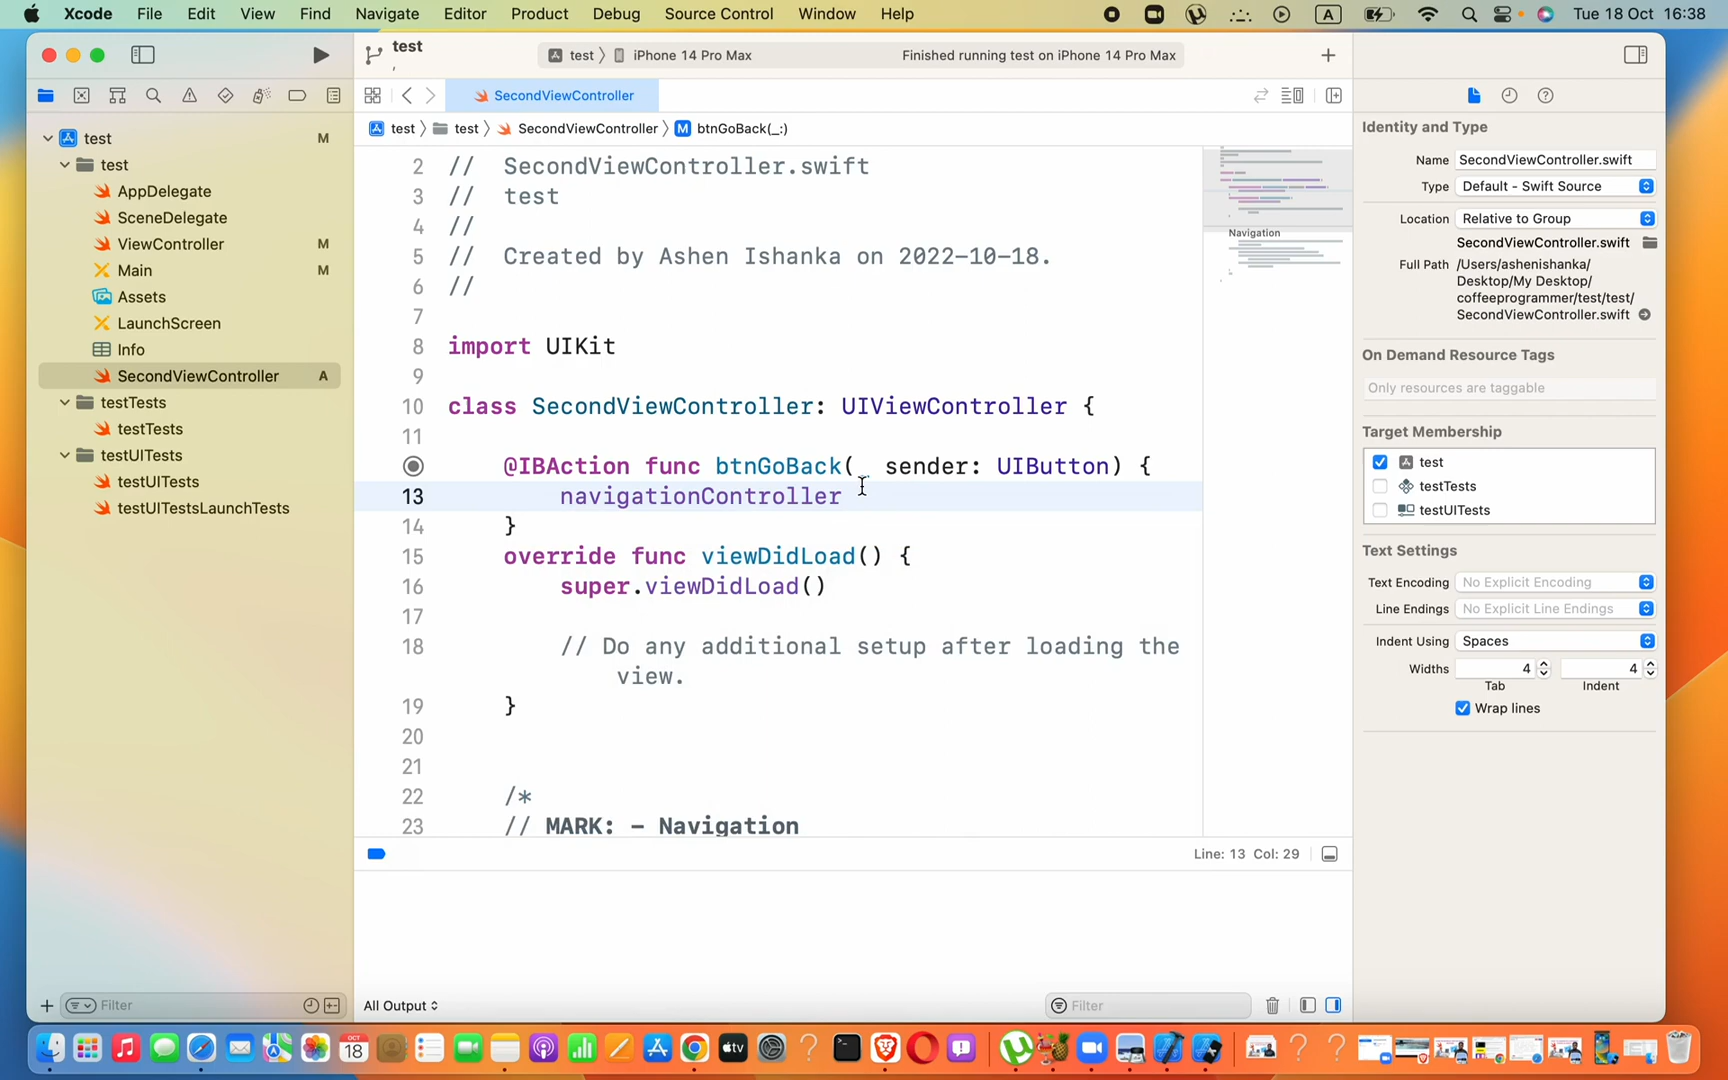 Xcode File Edit View Find Navigate Editor Product Debug Source Control Window Help
A
Tue 18 Oct 16:38
test
test 〉 iPhone 14 Pro Max
Finished running test on iPhone 14 Pro Max
SecondViewController
test 〉 test 〉 SecondViewController 〉 M btnGoBack(_:)
test M
test
AppDelegate
SceneDelegate
ViewController M
Main M
Assets
LaunchScreen
Info
SecondViewController A
testTests
testTests
testUITests
testUITests
testUITestsLaunchTests
Filter
2 // SecondViewController.swift
3 // test
4 //
5 // Created by Ashen Ishanka on 2022-10-18.
6 //
7
8 import UIKit
9
10 class SecondViewController: UIViewController {
11
@IBAction func btnGoBack(_ sender: UIButton) {
13 navigationController
14 }
15 override func viewDidLoad() {
16 super.viewDidLoad()
17
18 // Do any additional setup after loading the
view.
19 }
20
21
22 /*
23 // MARK: - Navigation
Navigation
Line: 13 Col: 29
All Output
Filter
Identity and Type
Name SecondViewController.swift
Type Default - Swift Source
Location Relative to Group
SecondViewController.swift
Full Path /Users/ashenishanka/
Desktop/My Desktop/
coffeeprogrammer/test/test/
SecondViewController.swift
On Demand Resource Tags
Only resources are taggable
Target Membership
test
testTests
testUITests
Text Settings
Text Encoding No Explicit Encoding
Line Endings No Explicit Line Endings
Indent Using Spaces
Widths 4 4
Tab Indent
Wrap lines
OCT
18
tv